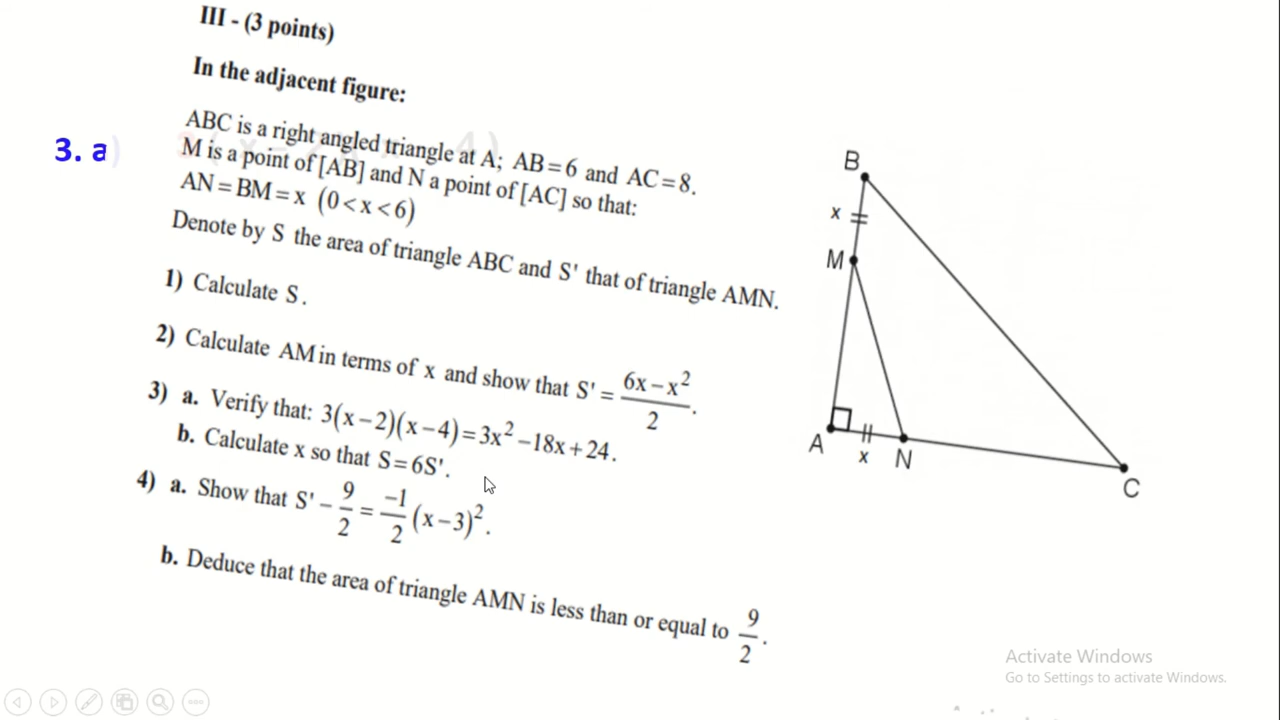 III - (3 points)
In the adjacent figure:
3. a)
ABC is a right angled triangle at A; AB = 6 and AC = 8.
M is a point of [AB] and N a point of [AC] so that:
AN = BM = x (0 < x < 6)
Denote by S the area of triangle ABC and S' that of triangle AMN.
1) Calculate S.
2) Calculate AM in terms of x and show that S' = (6x − x²)/2.
3) a. Verify that: 3(x − 2)(x − 4) = 3x² − 18x + 24.
b. Calculate x so that S = 6S'.
4) a. Show that S' − 9/2 = −1/2 (x − 3)².
b. Deduce that the area of triangle AMN is less than or equal to 9/2.
B
x
M
A
x
N
C
Activate Windows
Go to Settings to activate Windows.